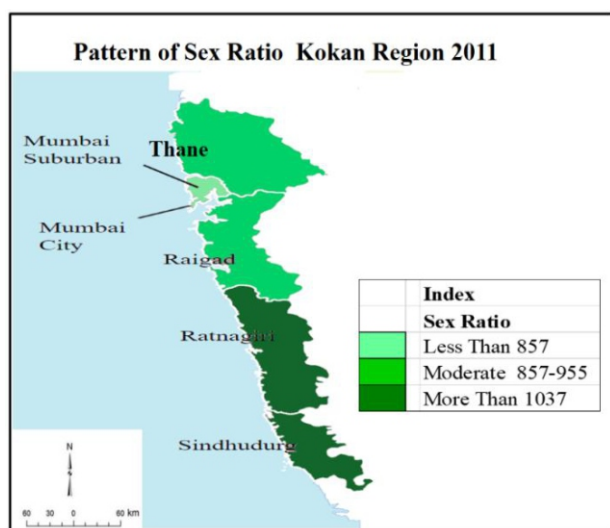 Pattern of Sex Ratio Kokan Region 2011
Mumbai
Suburban
Thane
Mumbai
City
Raigad
Ratnagiri
Sindhudurg
Index
Sex Ratio
Less Than 857
Moderate 857-955
More Than 1037
N
60 30 0 60 km